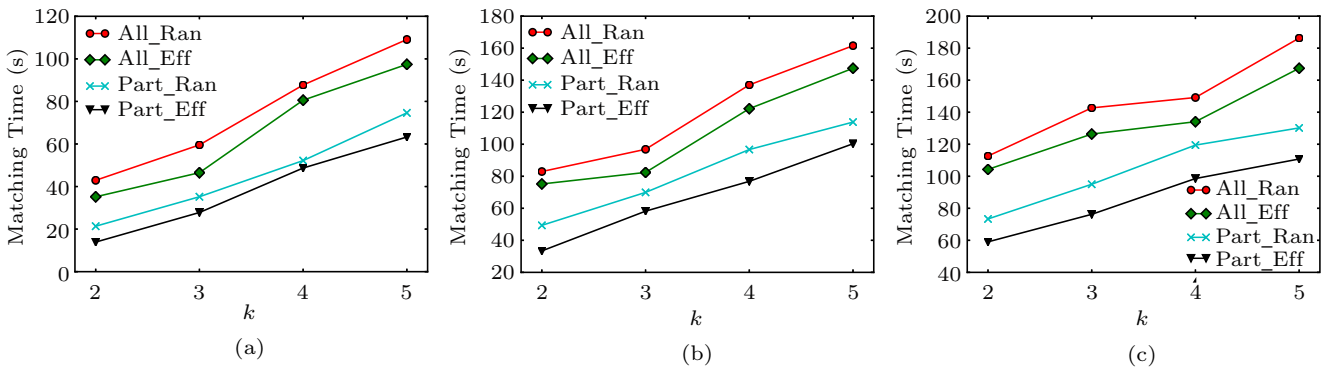 120
100
80
60
40
20
0
Matching Time (s)
All_Ran
All_Eff
Part_Ran
Part_Eff
2 3 4 5
k
(a)
180
160
140
120
100
80
60
40
20
Matching Time (s)
All_Ran
All_Eff
Part_Ran
Part_Eff
2 3 4 5
k
(b)
200
180
160
140
120
100
80
60
40
Matching Time (s)
All_Ran
All_Eff
Part_Ran
Part_Eff
2 3 4 5
k
(c)